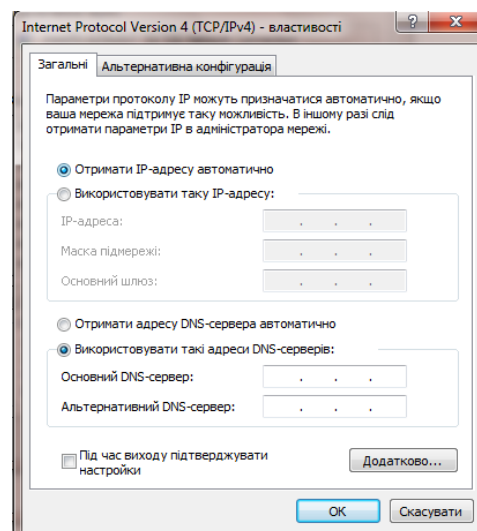 Internet Protocol Version 4 (TCP/IPv4) - властивості
Загальні
Альтернативна конфігурація
Параметри протоколу IP можуть призначатися автоматично, якщо
ваша мережа підтримує таку можливість. В іншому разі слід
отримати параметри IP в адміністратора мережі.
Отримати IP-адресу автоматично
Використовувати таку IP-адресу:
IP-адреса:
Маска підмережі:
Основний шлюз:
Отримати адресу DNS-сервера автоматично
Використовувати такі адреси DNS-серверів:
Основний DNS-сервер:
Альтернативний DNS-сервер:
Під час виходу підтверджувати
настройки
Додатково...
OK
Скасувати